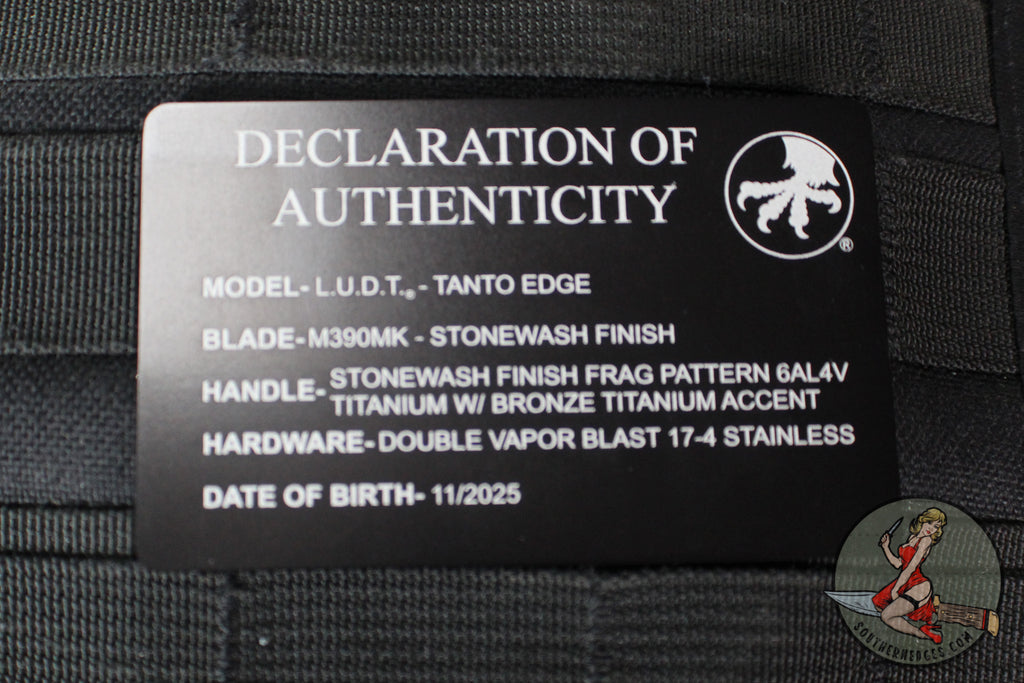 DECLARATION OF
AUTHENTICITY
®
MODEL- L.U.D.T.® - TANTO EDGE
BLADE- M390MK - STONEWASH FINISH
HANDLE- STONEWASH FINISH FRAG PATTERN 6AL4V
TITANIUM W/ BRONZE TITANIUM ACCENT
HARDWARE- DOUBLE VAPOR BLAST 17-4 STAINLESS
DATE OF BIRTH- 11/2025
SOUTHERNEDGES.COM